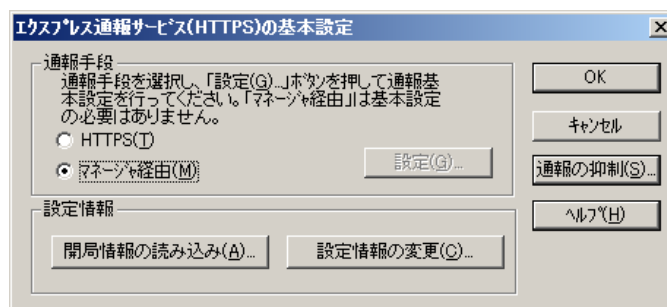 ｴｸｽﾌﾟﾚｽ通報ｻｰﾋﾞｽ(HTTPS)の基本設定
通報手段
通報手段を選択し、「設定(G)...」ﾎﾞﾀﾝを押して通報基
本設定を行ってください。「ﾏﾈｰｼﾞｬ経由」は基本設定
の必要はありません。
HTTPS(T)
ﾏﾈｰｼﾞｬ経由(M)
設定(G)...
設定情報
開局情報の読み込み(A)...
設定情報の変更(C)...
OK
ｷｬﾝｾﾙ
通報の抑制(S)...
ﾍﾙﾌﾟ(H)